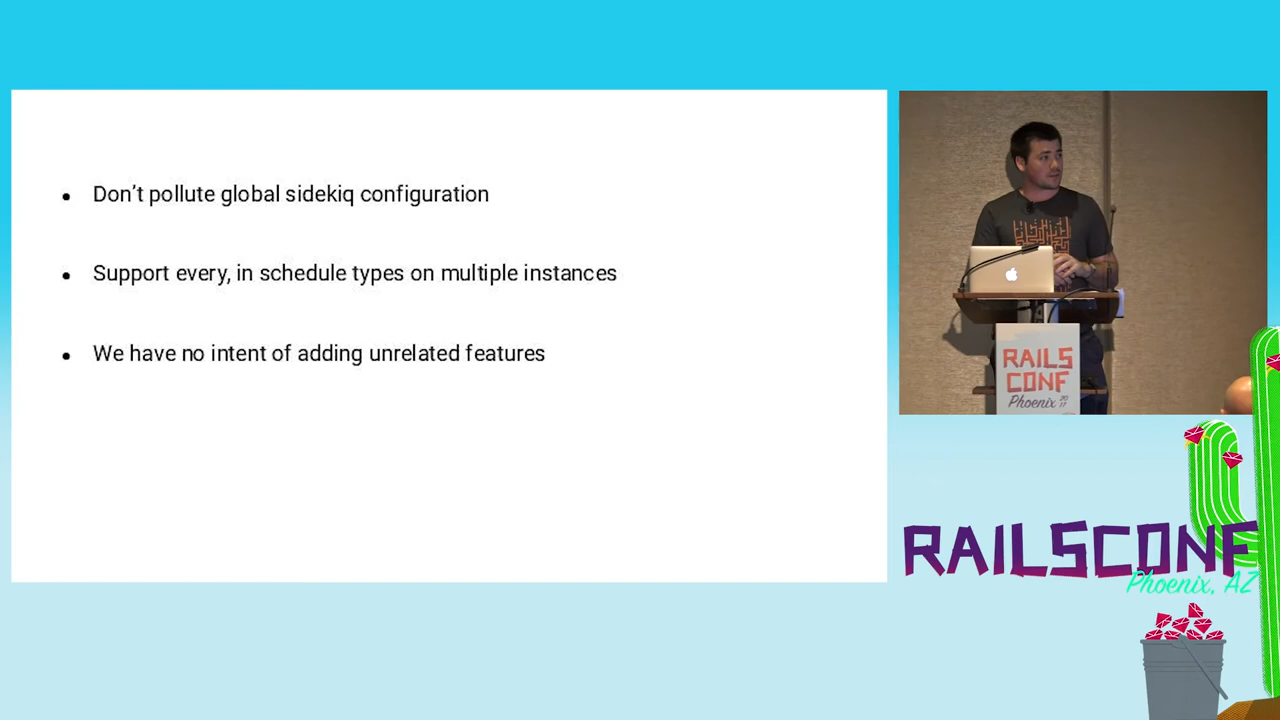 Don't pollute global sidekiq configuration
Support every, in schedule types on multiple instances
We have no intent of adding unrelated features
RAILS
CONF
Phoenix 2017
RAILSCONF
Phoenix, AZ